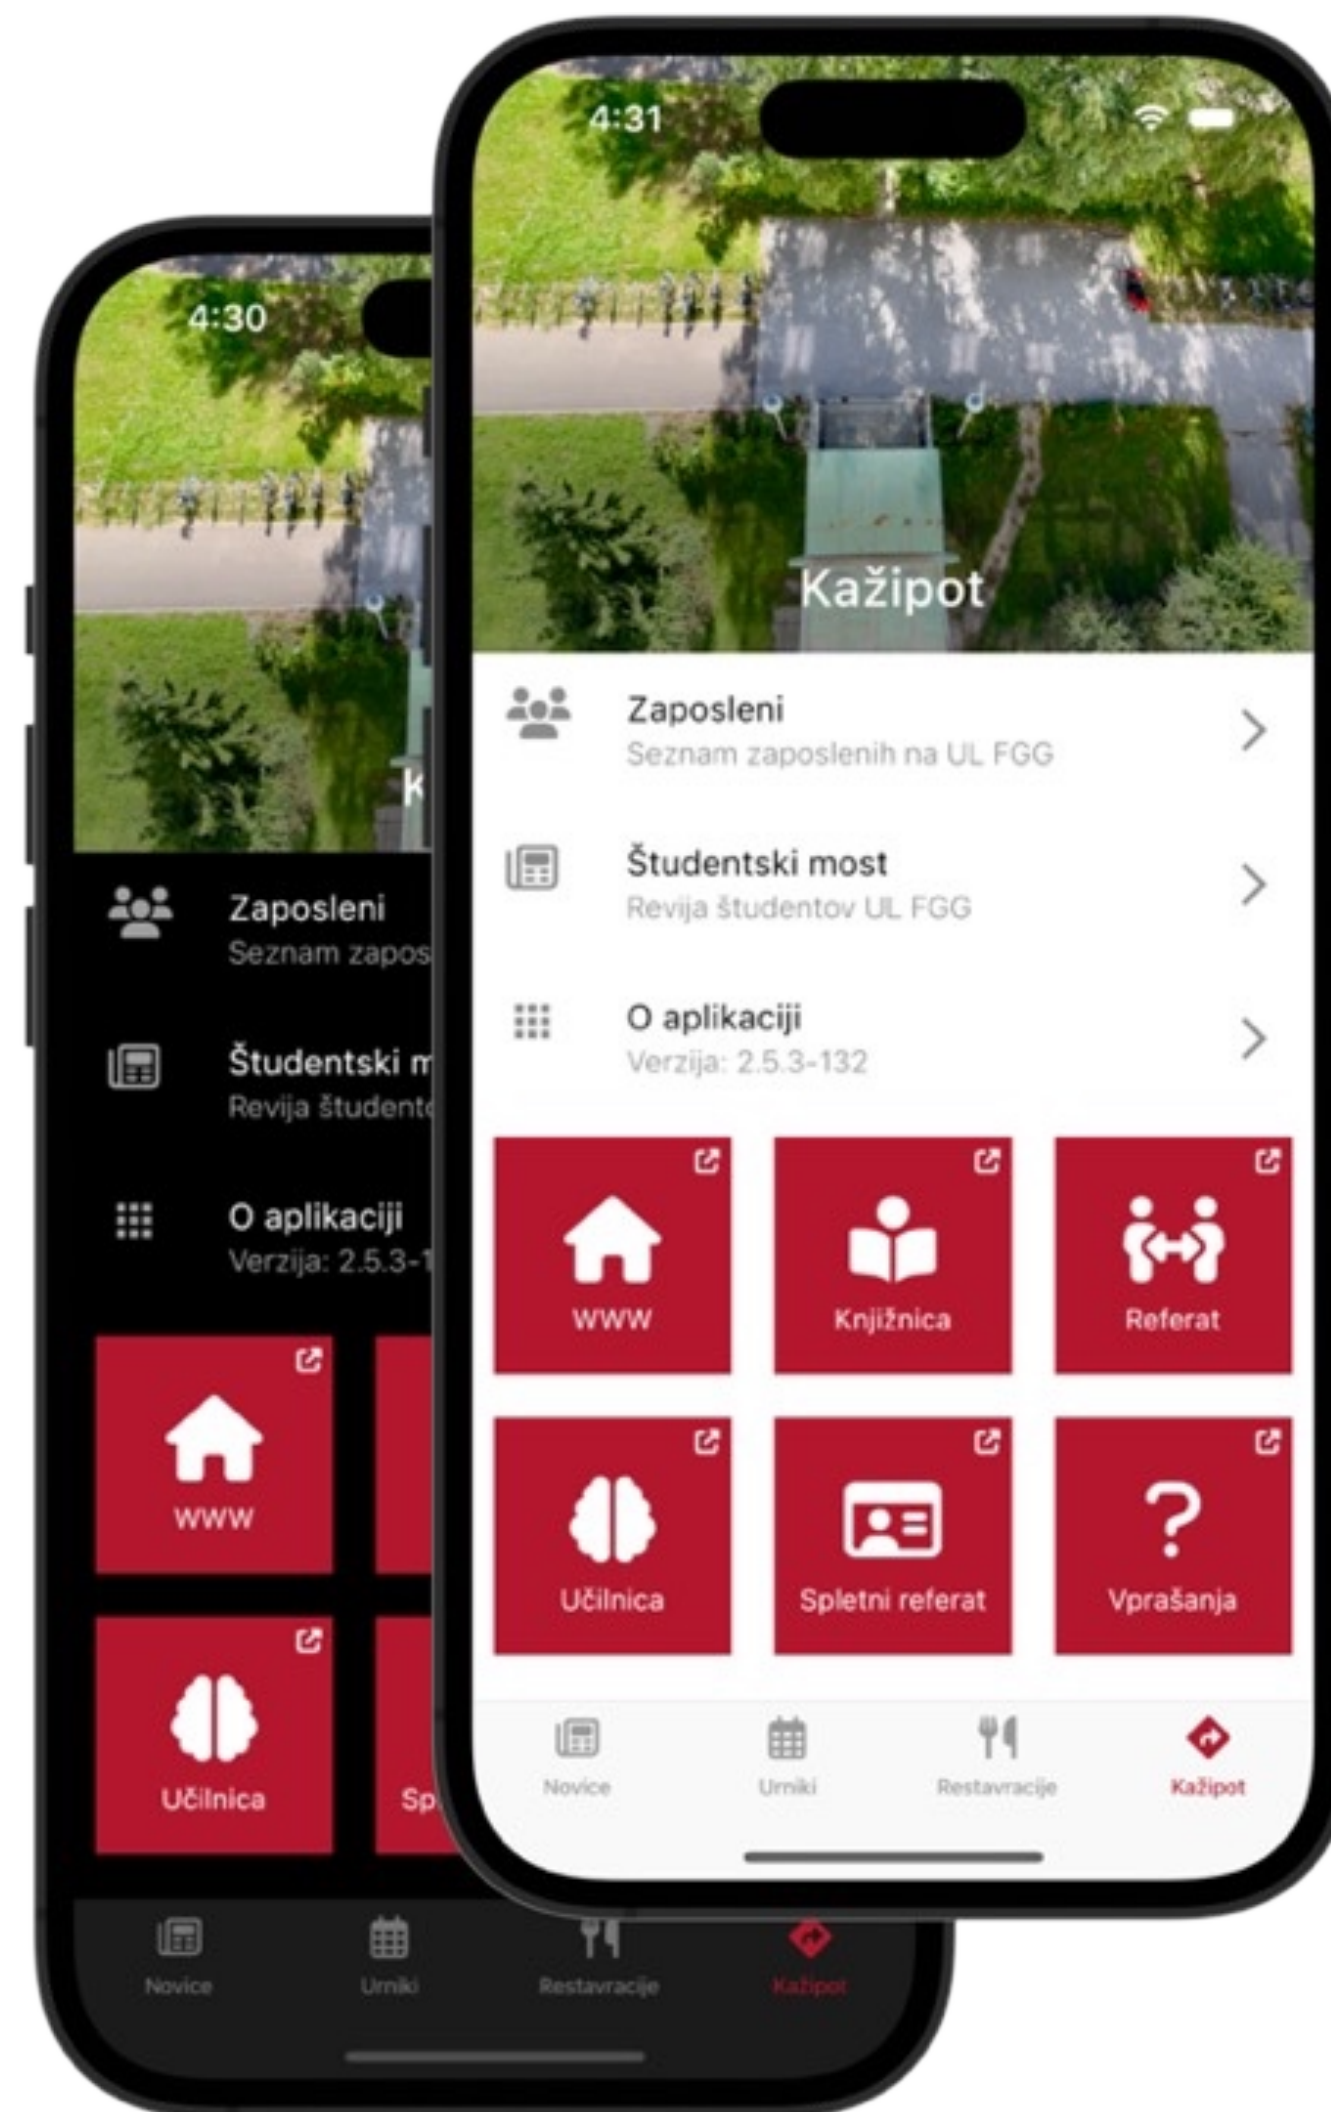 4:31
Kažipot
Zaposleni
Seznam zaposlenih na UL FGG
Študentski most
Revija študentov UL FGG
O aplikaciji
Verzija: 2.5.3-132
WWW
Knjižnica
Referat
Učilnica
Spletni referat
Vprašanja
Novice
Urniki
Restavracije
Kažipot
4:30
K
Zaposleni
Seznam zapos
Študentski m
Revija študento
O aplikaciji
Verzija: 2.5.3-1
WWW
Učilnica
Sp
Novice
Urniki
Restavracije
Kažipot